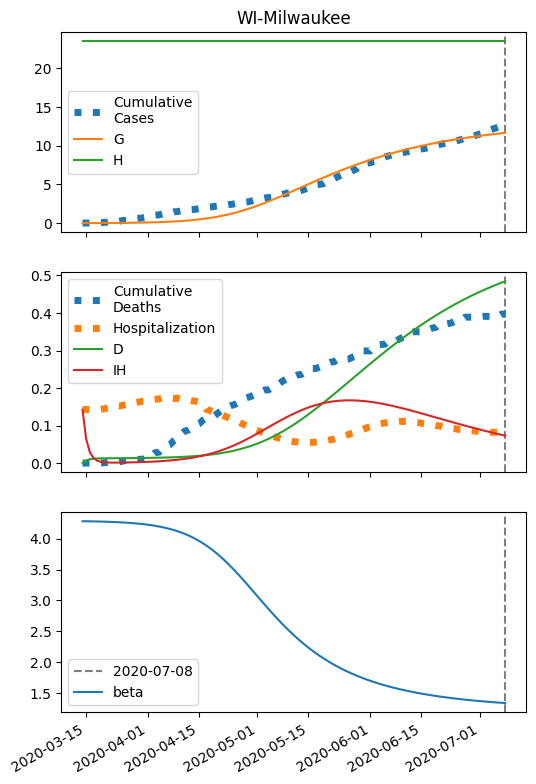 WI-Milwaukee
20
15
10
5
0
Cumulative
Cases
G
H
0.5
0.4
0.3
0.2
0.1
0.0
Cumulative
Deaths
Hospitalization
D
IH
4.0
3.5
3.0
2.5
2.0
1.5
2020-07-08
beta
2020-03-15
2020-04-01
2020-04-15
2020-05-01
2020-05-15
2020-06-01
2020-06-15
2020-07-01